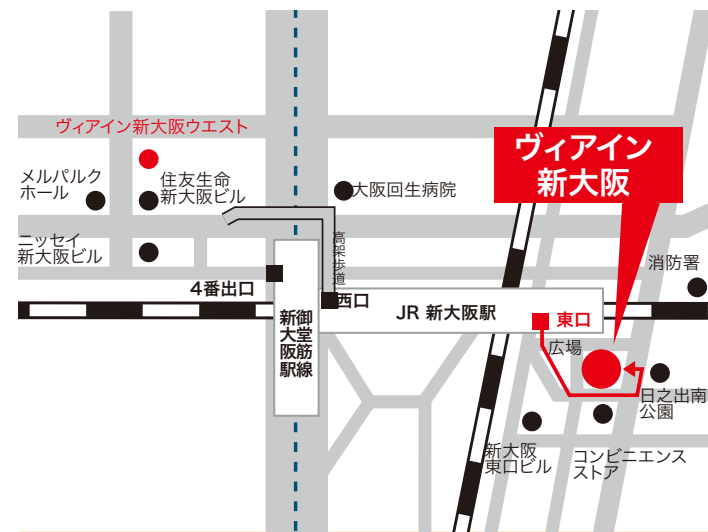 ヴィアイン新大阪ウエスト
ヴィアイン
新大阪
メルパルク
ホール
住友生命
新大阪ビル
大阪回生病院
ニッセイ
新大阪ビル
高架歩道
消防署
4番出口
西口
JR 新大阪駅
東口
御堂筋線
新大阪駅
広場
日之出南
公園
新大阪
東口ビル
コンビニエンス
ストア